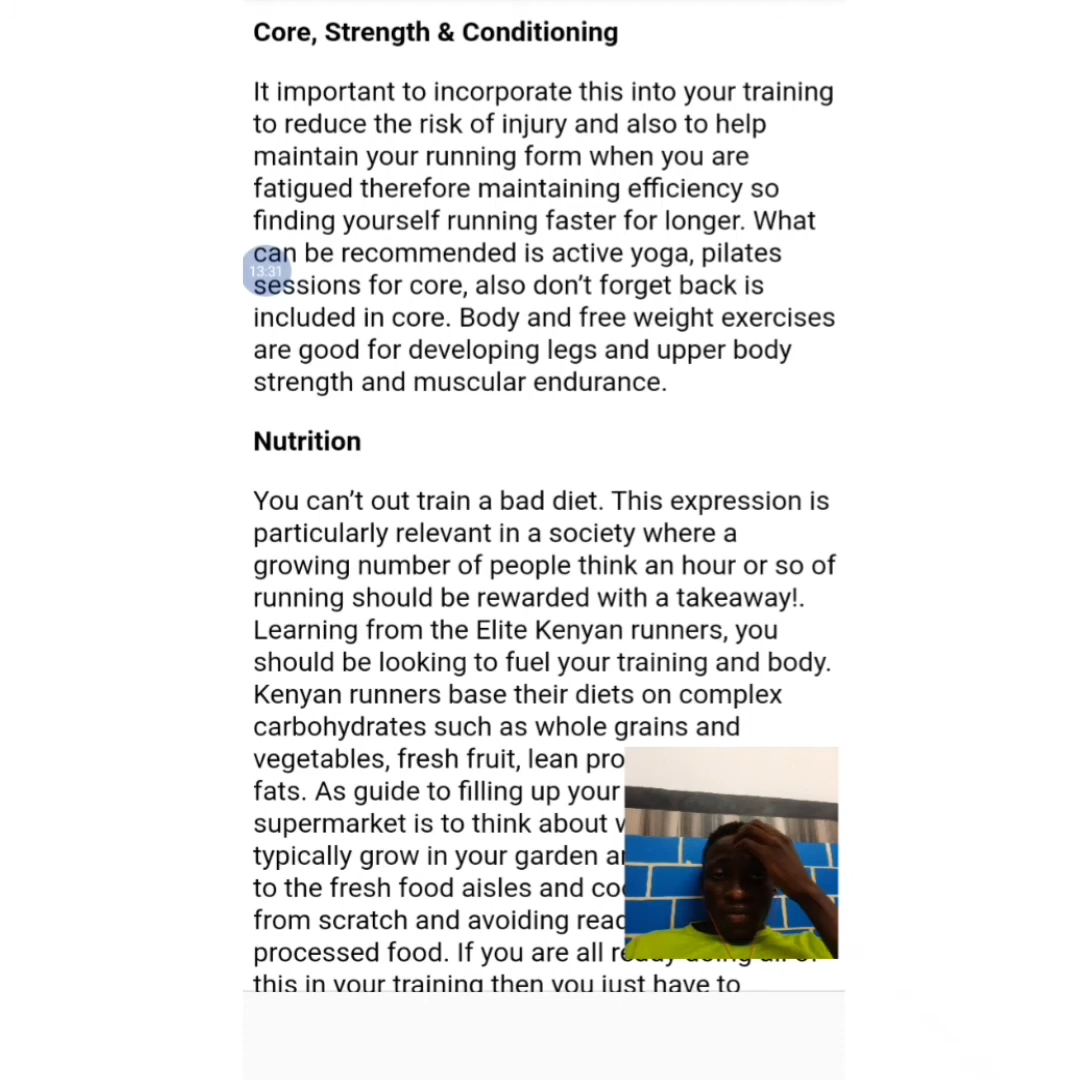 Core, Strength & Conditioning
It important to incorporate this into your training
to reduce the risk of injury and also to help
maintain your running form when you are
fatigued therefore maintaining efficiency so
finding yourself running faster for longer. What
can be recommended is active yoga, pilates
13:31
sessions for core, also don’t forget back is
included in core. Body and free weight exercises
are good for developing legs and upper body
strength and muscular endurance.
Nutrition
You can’t out train a bad diet. This expression is
particularly relevant in a society where a
growing number of people think an hour or so of
running should be rewarded with a takeaway!.
Learning from the Elite Kenyan runners, you
should be looking to fuel your training and body.
Kenyan runners base their diets on complex
carbohydrates such as whole grains and
vegetables, fresh fruit, lean
fats. As guide to filling up your
supermarket is to think about
typically grow in your garden
to the fresh food aisles and
from scratch and avoiding
processed food. If you are all
this in your training then you just have to